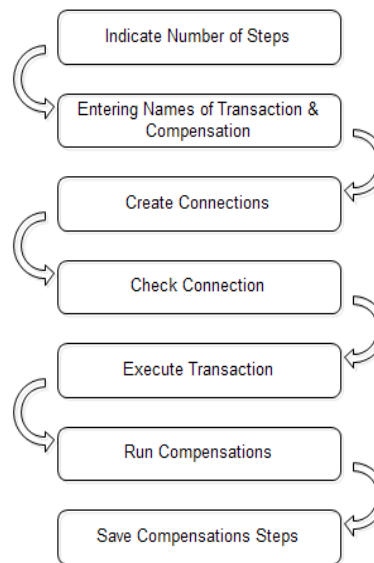 Indicate Number of Steps
Entering Names of Transaction &
Compensation
Create Connections
Check Connection
Execute Transaction
Run Compensations
Save Compensations Steps